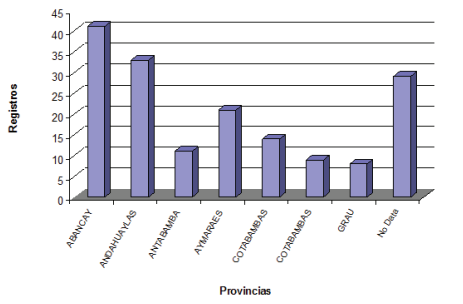 45
40
35
30
25
20
15
10
5
0
Registros
ABANCAY
ANDAHUAYLAS
ANTABAMBA
AYMARAES
COTABAMBAS
COTABAMBAS
GRAU
No Data
Provincias